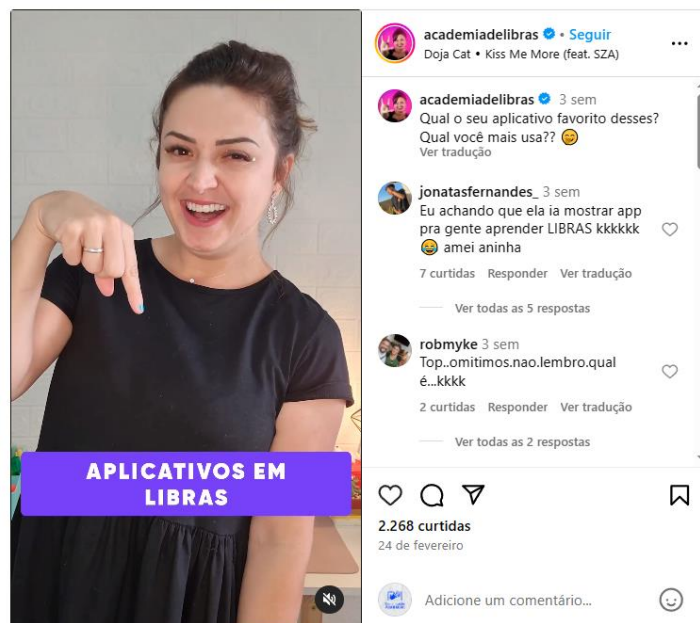 APLICATIVOS EM
LIBRAS
academiadelibras • Seguir
Doja Cat • Kiss Me More (feat. SZA)
academiadelibras 3 sem
Qual o seu aplicativo favorito desses?
Qual você mais usa?? 😄
Ver tradução
jonatasfernandes_ 3 sem
Eu achando que ela ia mostrar app
pra gente aprender LIBRAS kkkkkk
😂 amei aninha
7 curtidas Responder Ver tradução
Ver todas as 5 respostas
robmyke 3 sem
Top..omitimos.nao.lembro.qual
é...kkkk
2 curtidas Responder Ver tradução
Ver todas as 2 respostas
2.268 curtidas
24 de fevereiro
Adicione um comentário...